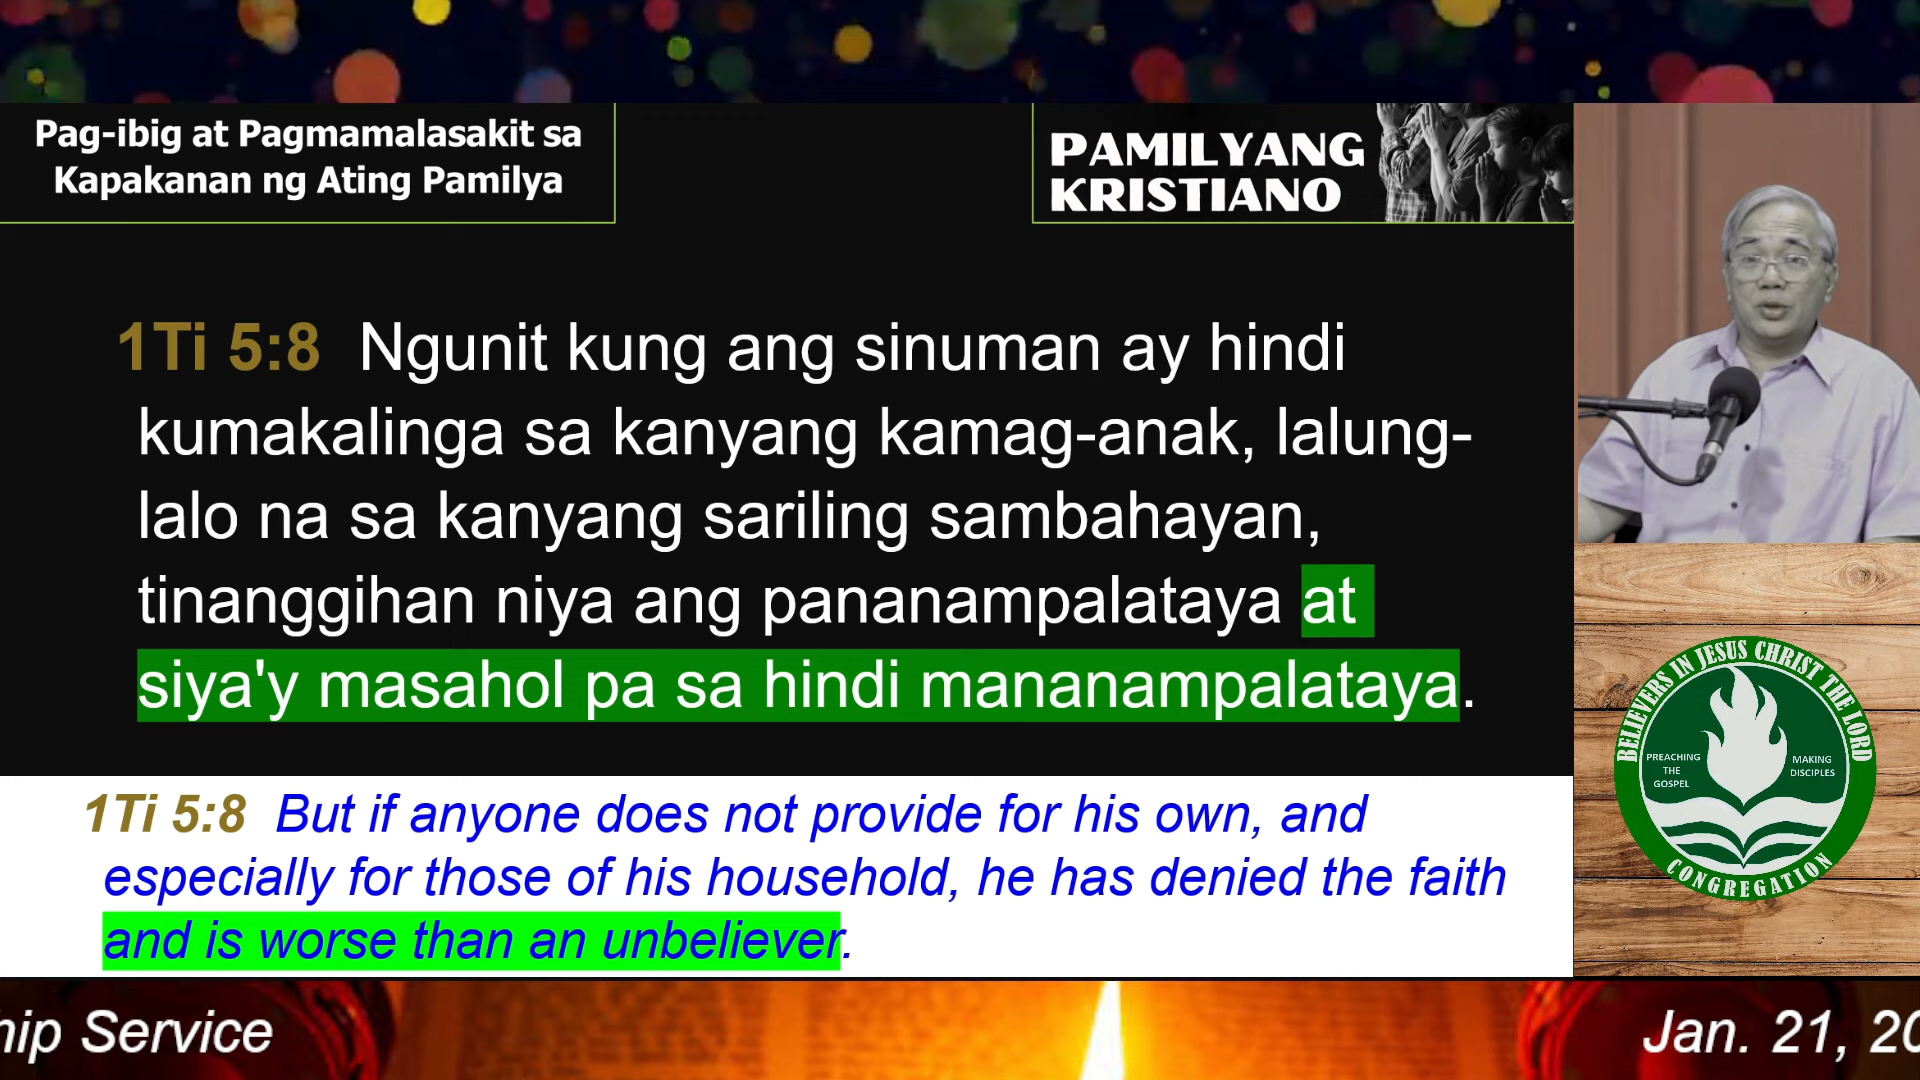 Pag-ibig at Pagmamalasakit sa
Kapakanan ng Ating Pamilya
PAMILYANG
KRISTIANO
1Ti 5:8 Ngunit kung ang sinuman ay hindi
kumakalinga sa kanyang kamag-anak, lalung-
lalo na sa kanyang sariling sambahayan,
tinanggihan niya ang pananampalataya at
siya'y masahol pa sa hindi mananampalataya.
1Ti 5:8 But if anyone does not provide for his own, and
especially for those of his household, he has denied the faith
and is worse than an unbeliever.
BELIEVERS IN JESUS CHRIST THE LORD
PREACHING
THE
GOSPEL
MAKING
DISCIPLES
CONGREGATION
hip Service
Jan. 21, 20